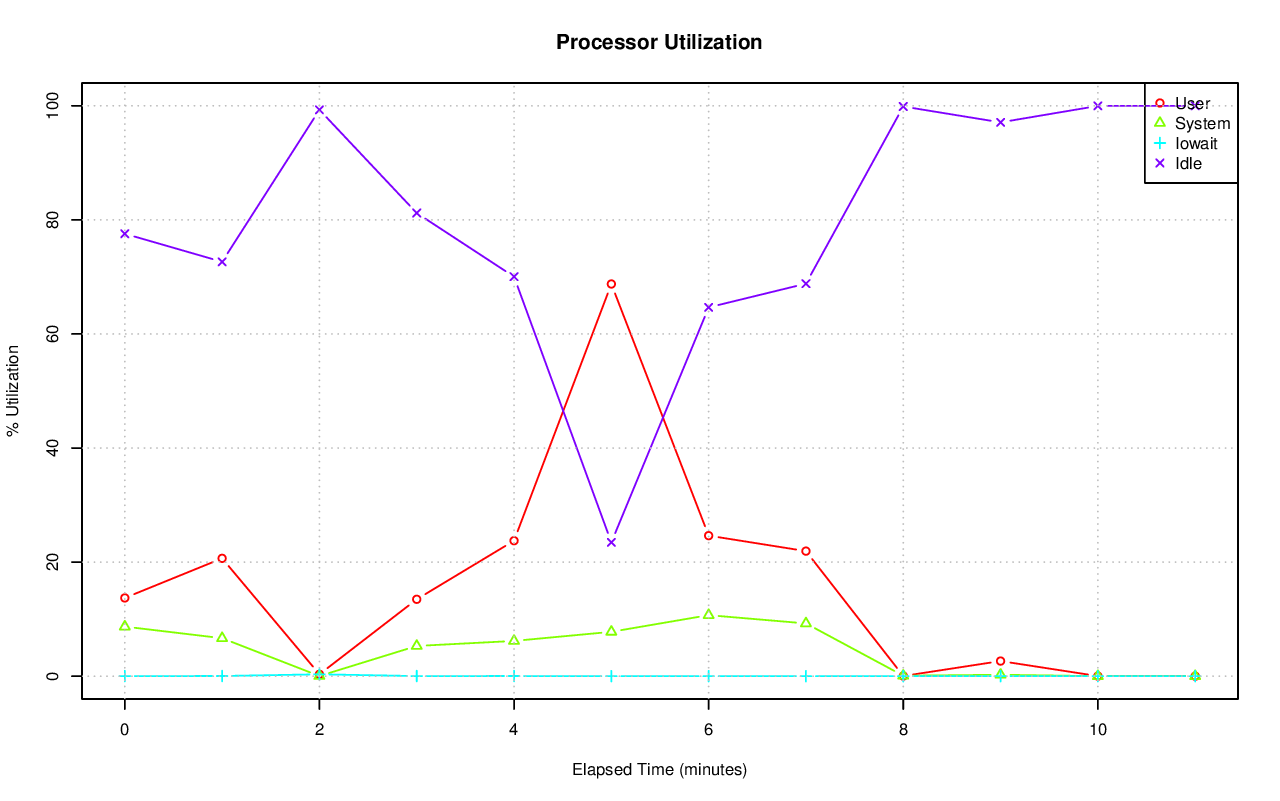 Processor Utilization
% Utilization
100
80
60
40
20
0
User
System
Iowait
Idle
0 2 4 6 8 10
Elapsed Time (minutes)